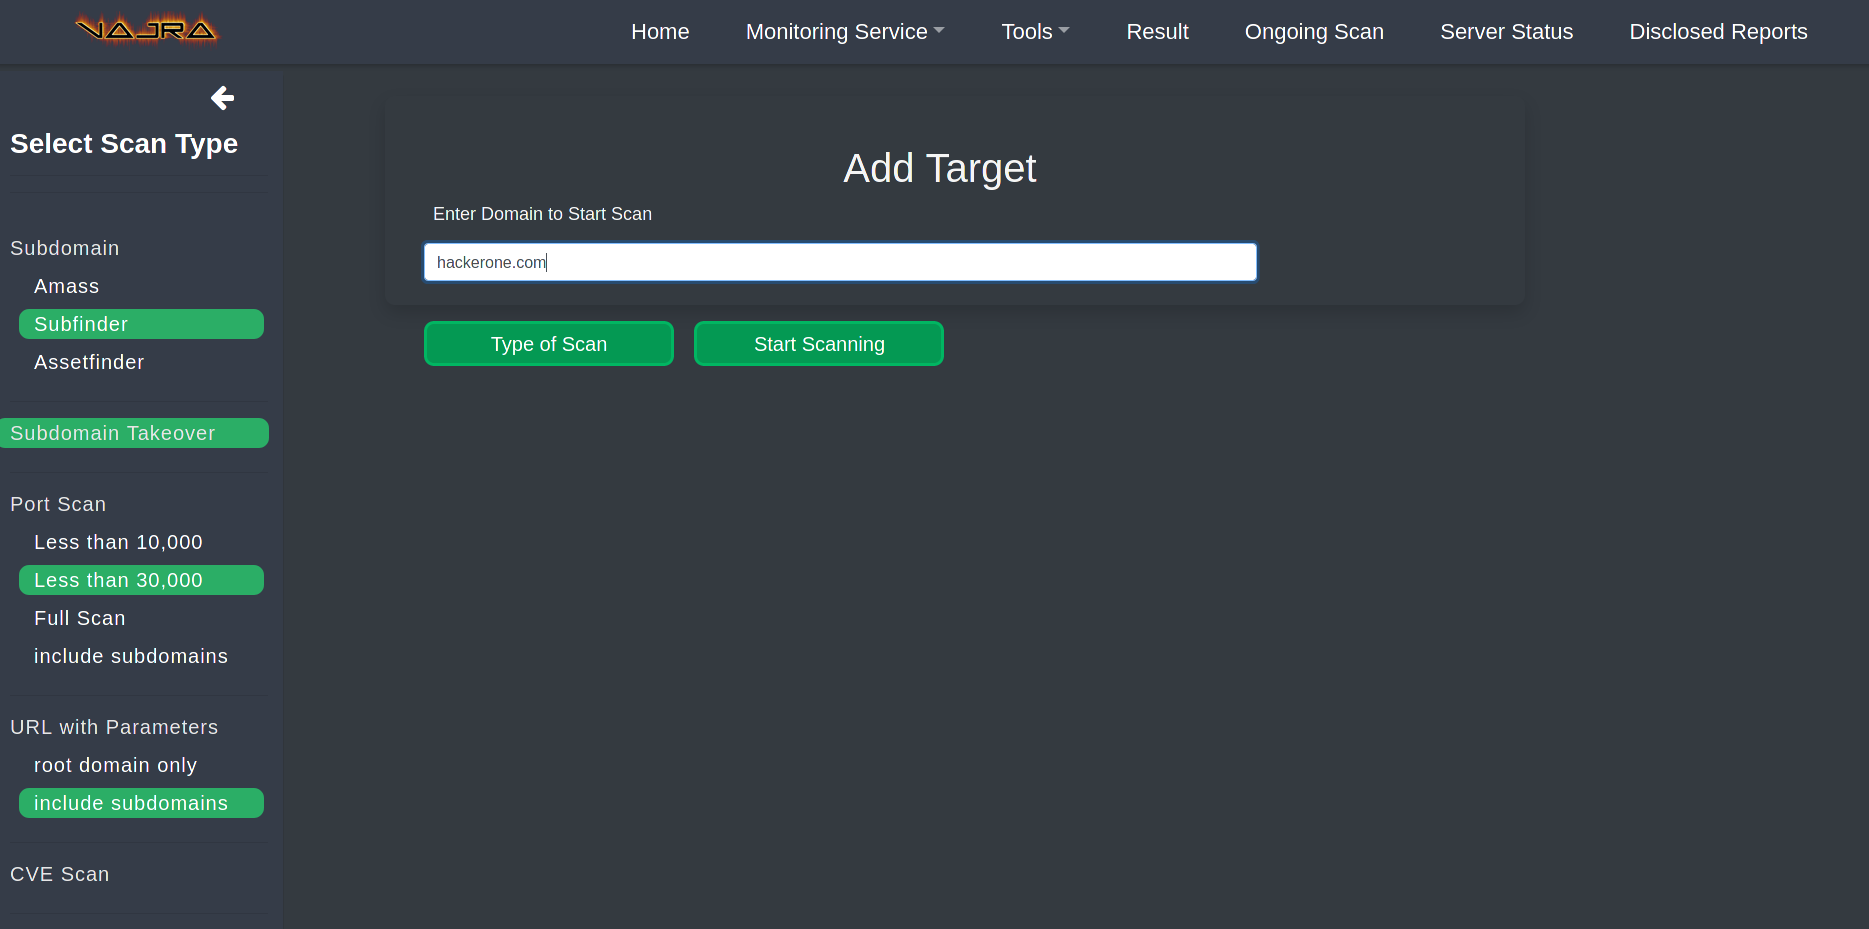 VAJRA
Home Monitoring Service Tools Result Ongoing Scan Server Status Disclosed Reports
Select Scan Type
Subdomain
Amass
Subfinder
Assetfinder
Subdomain Takeover
Port Scan
Less than 10,000
Less than 30,000
Full Scan
include subdomains
URL with Parameters
root domain only
include subdomains
CVE Scan
Add Target
Enter Domain to Start Scan
hackerone.com
Type of Scan
Start Scanning